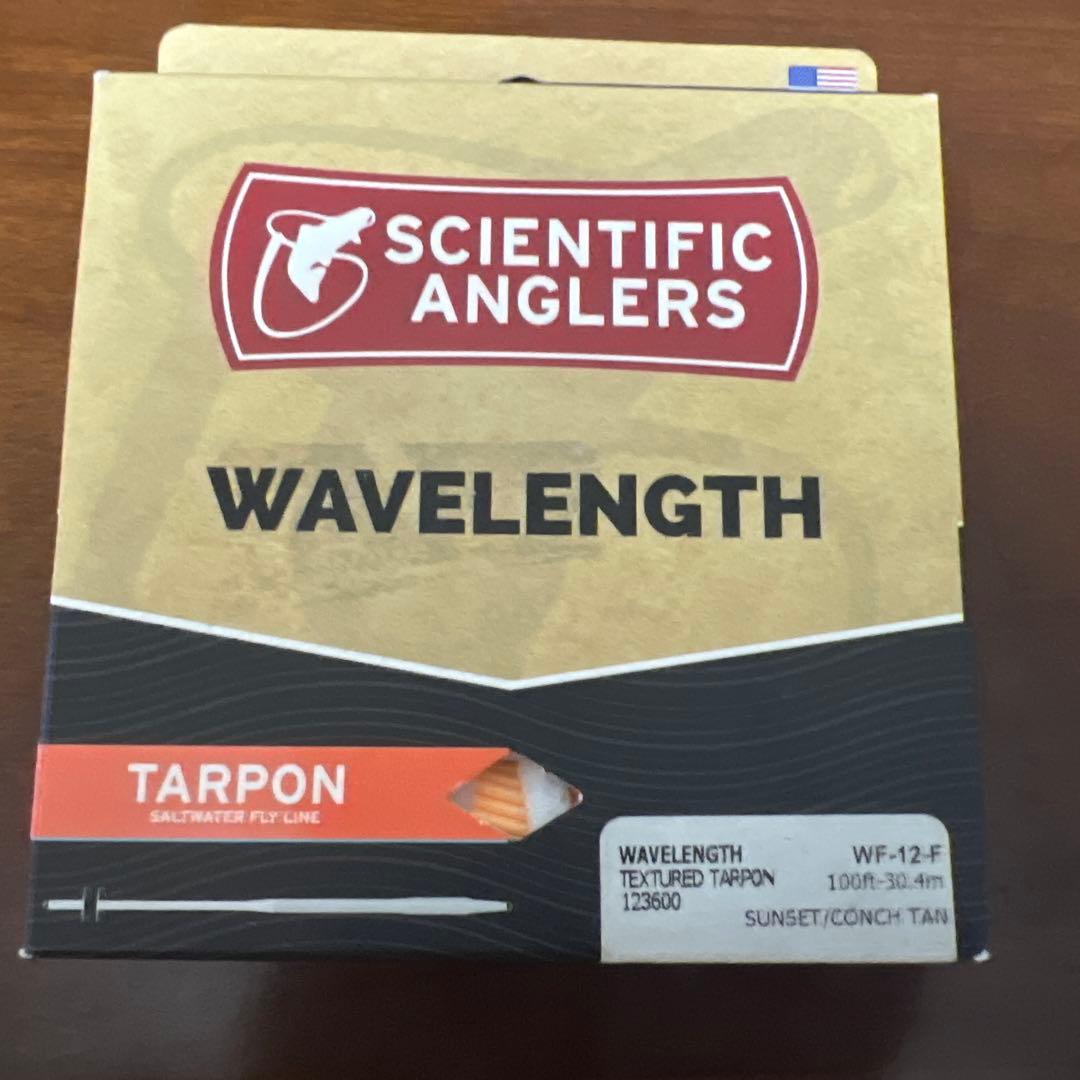 SCIENTIFIC
ANGLERS
WAVELENGTH
TARPON
SALTWATER FLY LINE
WAVELENGTH WF-12-F
TEXTURED TARPON 100ft-30.4m
123600
SUNSET/CONCH TAN